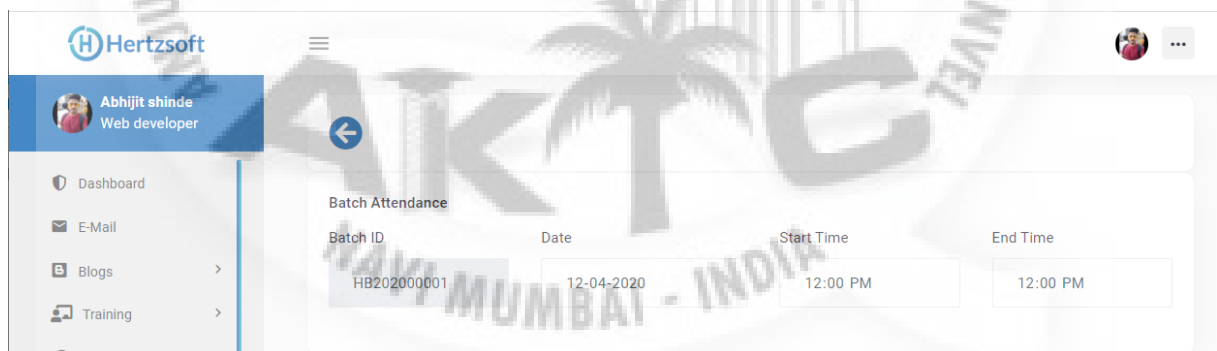 Hertzsoft
Abhijit shinde
Web developer
Dashboard
E-Mail
Blogs
Training
Batch Attendance
Batch ID Date Start Time End Time
HB202000001 12-04-2020 12:00 PM 12:00 PM
AKTC
NAVI MUMBAI - INDIA